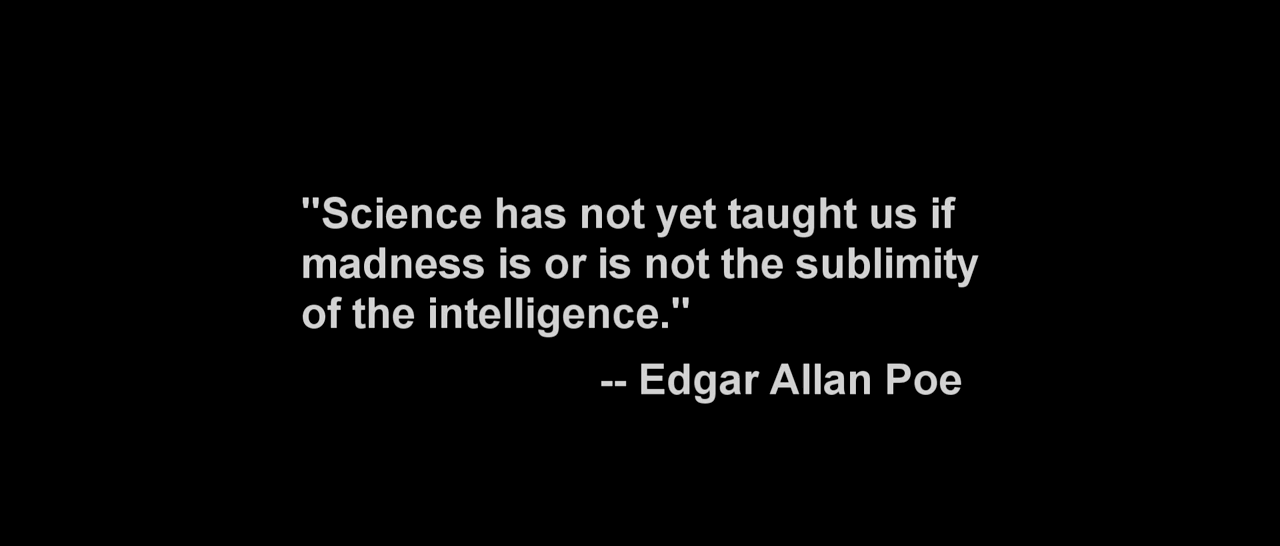 "Science has not yet taught us if
madness is or is not the sublimity
of the intelligence."
-- Edgar Allan Poe